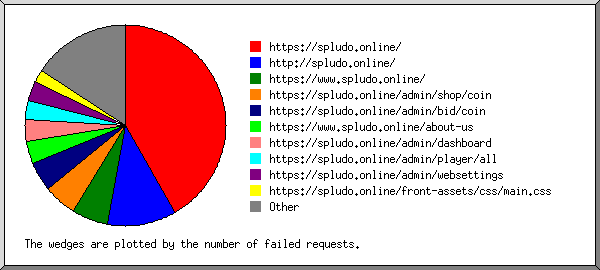 https://spludo.online/
http://spludo.online/
https://www.spludo.online/
https://spludo.online/admin/shop/coin
https://spludo.online/admin/bid/coin
https://www.spludo.online/about-us
https://spludo.online/admin/dashboard
https://spludo.online/admin/player/all
https://spludo.online/admin/websettings
https://spludo.online/front-assets/css/main.css
Other
The wedges are plotted by the number of failed requests.